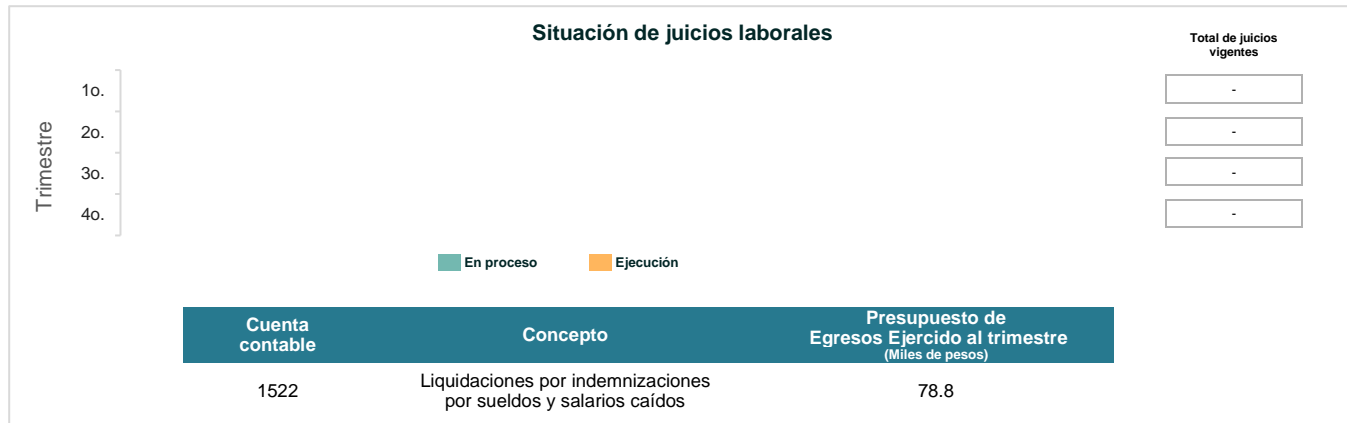 Situación de juicios laborales
Total de juicios
vigentes
Trimestre
1o.
-
2o.
-
3o.
-
4o.
-
En proceso
Ejecución
Cuenta
contable
Concepto
Presupuesto de
Egresos Ejercido al trimestre
(Miles de pesos)
1522
Liquidaciones por indemnizaciones
por sueldos y salarios caídos
78.8